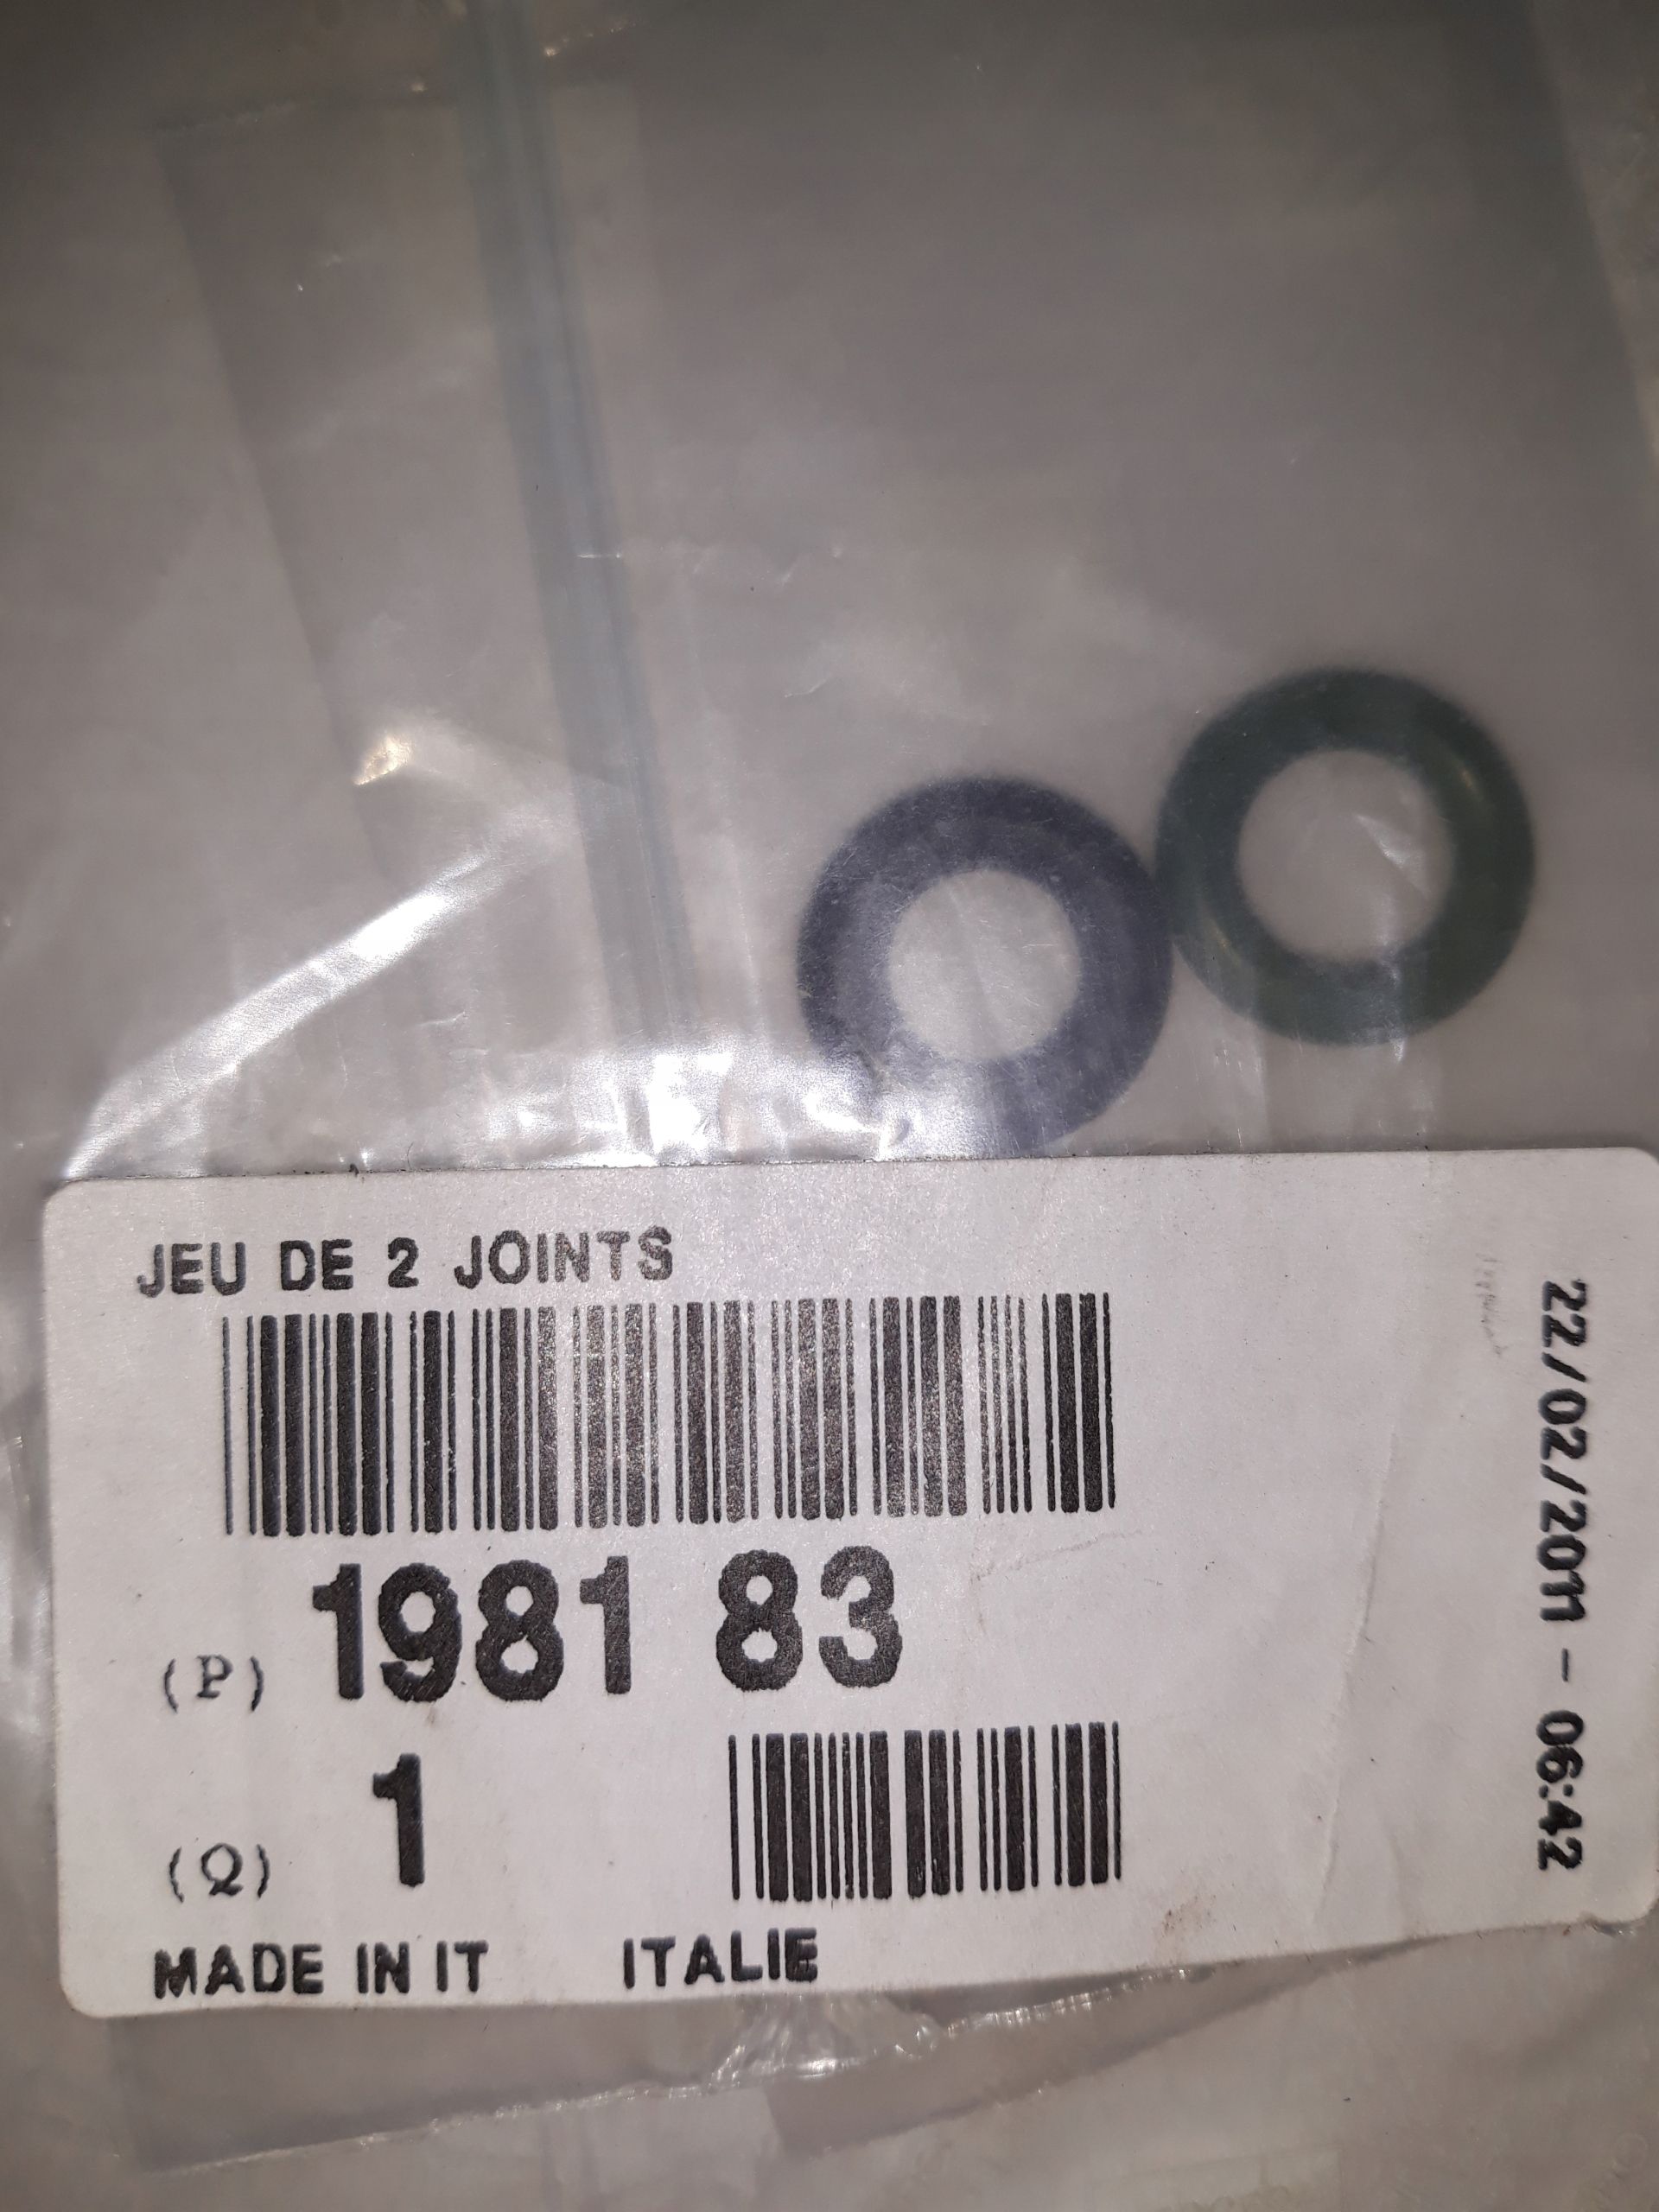 JEU DE 2 JOINTS
(P) 1981 83
(Q) 1
MADE IN IT ITALIE
22/02/2011 - 06:42